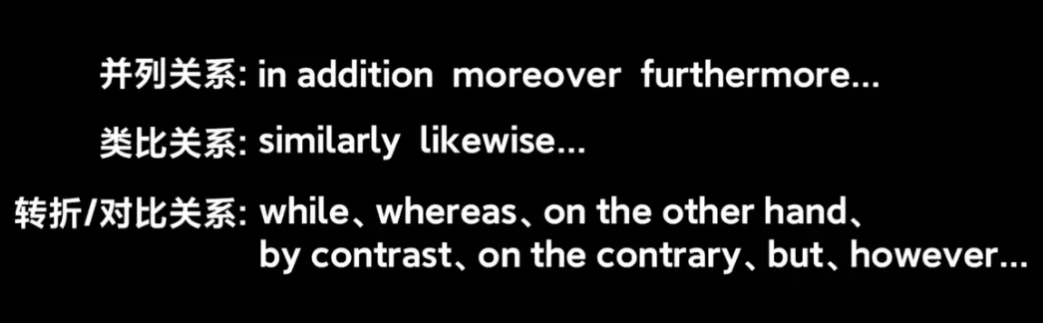 并列关系: in addition moreover furthermore...
类比关系: similarly likewise...
转折/对比关系: while、whereas、on the other hand、
by contrast、on the contrary、but、however...